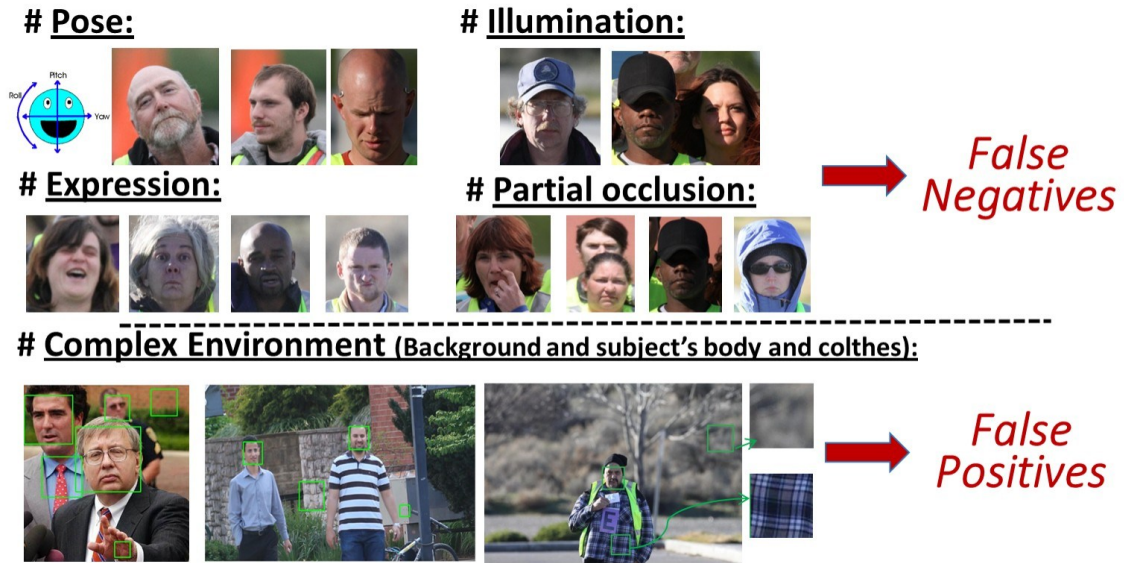 # Pose:
# Illumination:
Pitch
Roll
Yaw
False
Negatives
# Expression:
# Partial occlusion:
# Complex Environment (Background and subject's body and colthes):
E
False
Positives